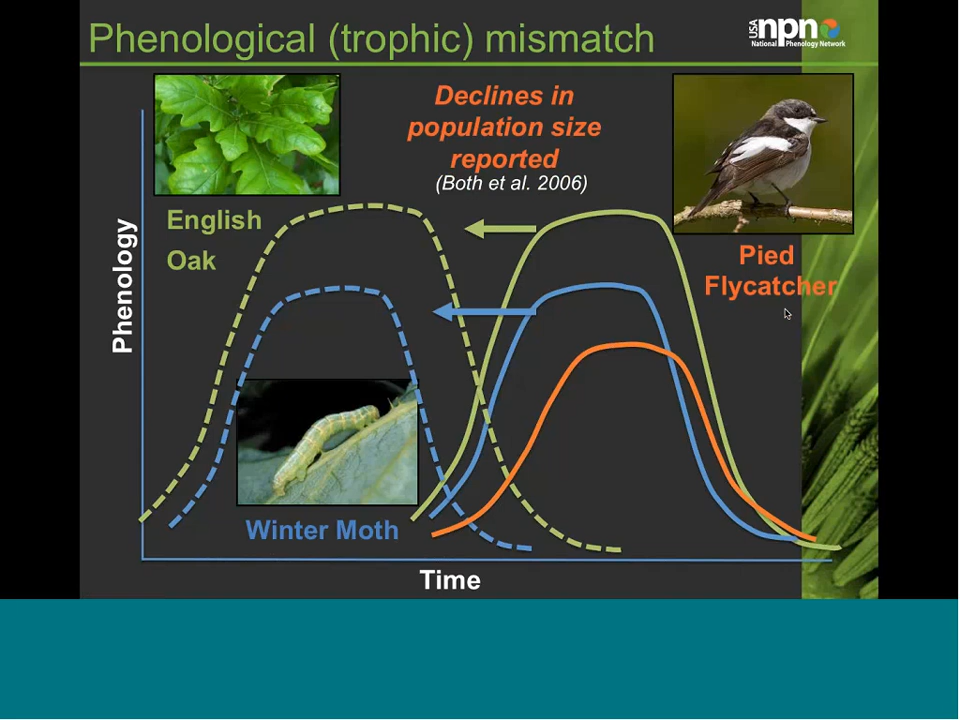 Phenological (trophic) mismatch
USA
npn
National Phenology Network
Declines in
population size
reported
(Both et al. 2006)
English
Oak
Pied
Flycatcher
Phenology
Winter Moth
Time